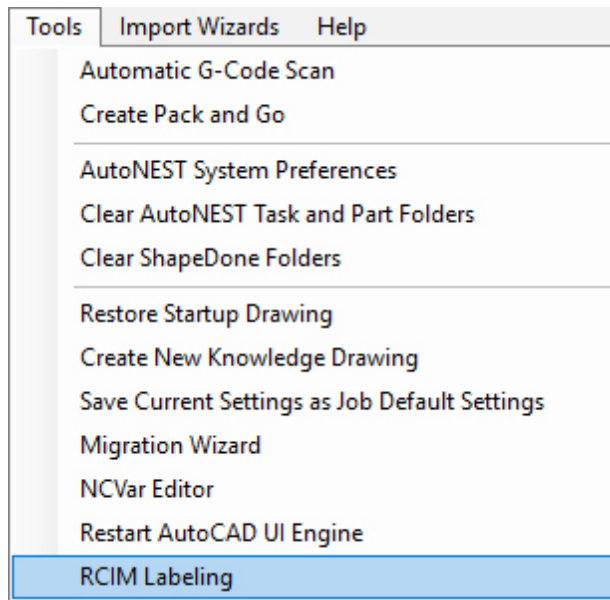 Tools Import Wizards Help
Automatic G-Code Scan
Create Pack and Go
AutoNEST System Preferences
Clear AutoNEST Task and Part Folders
Clear ShapeDone Folders
Restore Startup Drawing
Create New Knowledge Drawing
Save Current Settings as Job Default Settings
Migration Wizard
NCVar Editor
Restart AutoCAD UI Engine
RCIM Labeling